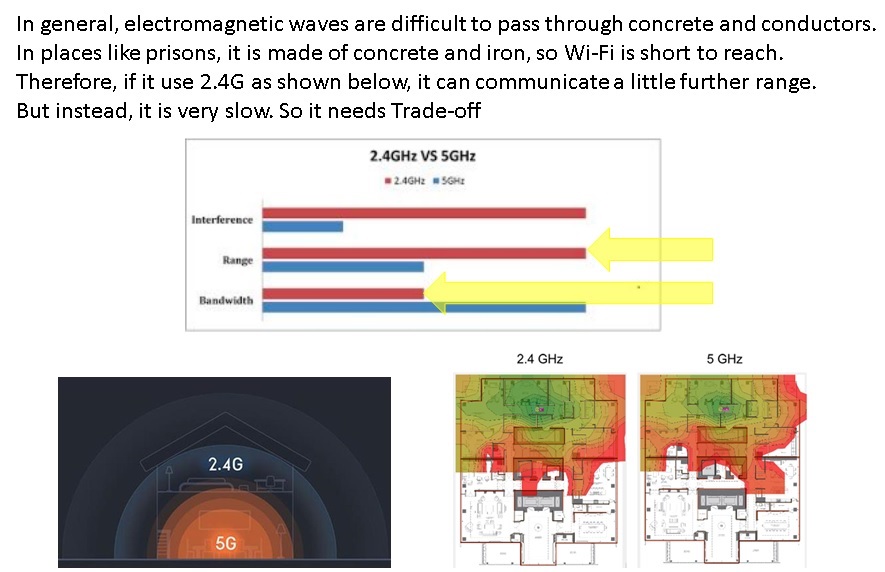 In general, electromagnetic waves are difficult to pass through concrete and conductors.
In places like prisons, it is made of concrete and iron, so Wi-Fi is short to reach.
Therefore, if it use 2.4G as shown below, it can communicate a little further range.
But instead, it is very slow. So it needs Trade-off
2.4GHz VS 5GHz
2.4GHz 5GHz
Interference
Range
Bandwidth
2.4 GHz
5 GHz
2.4G
5G